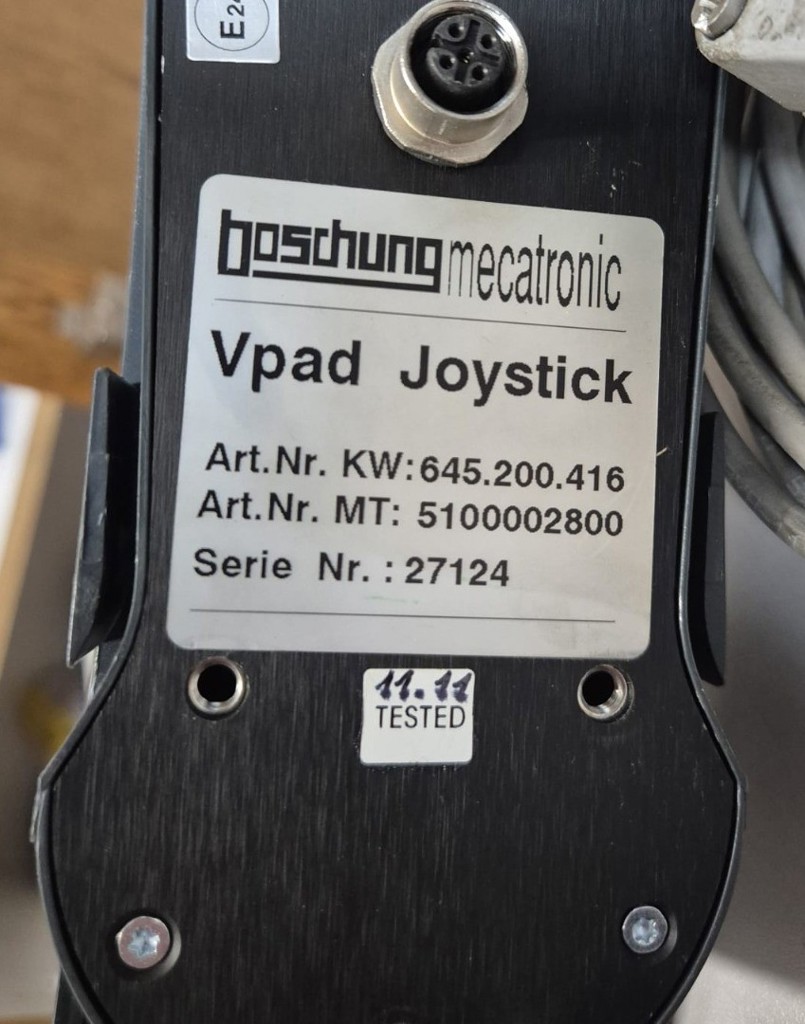 E24
boschung mecatronic
Vpad Joystick
Art.Nr. KW:645.200.416
Art.Nr. MT: 5100002800
Serie Nr. : 27124
11.11
TESTED